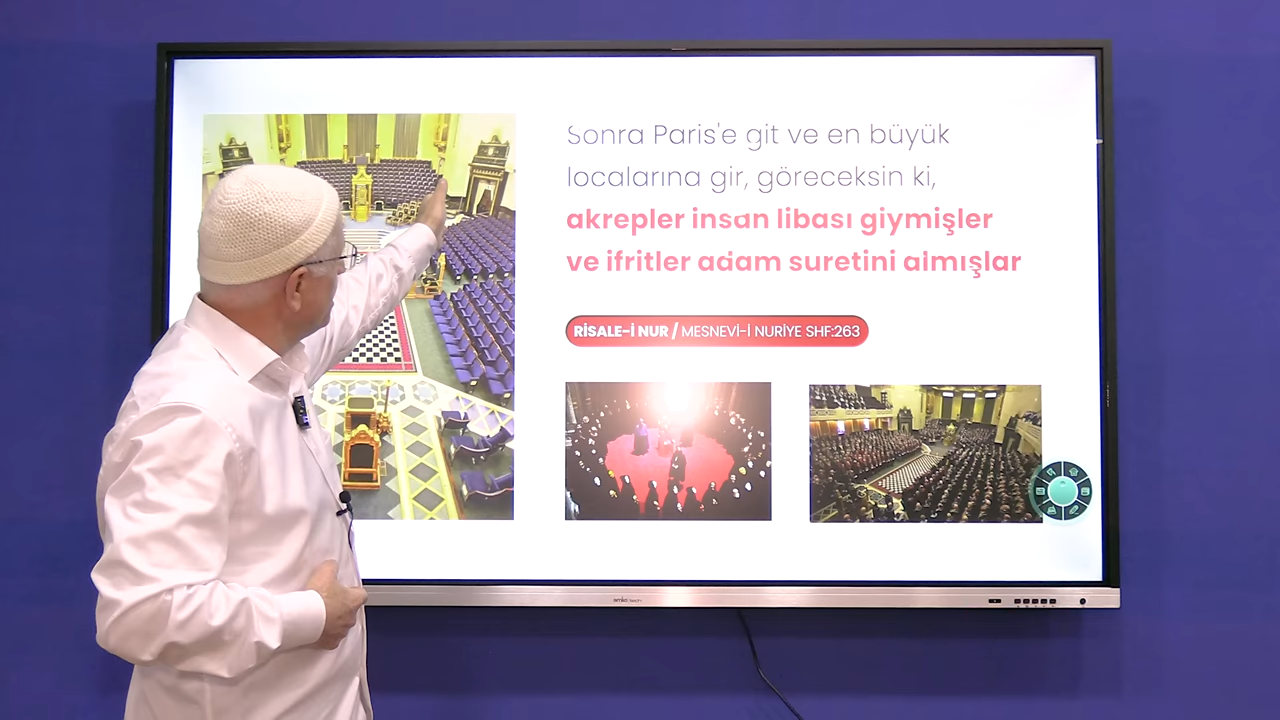 Sonra Paris'e git ve en büyük
localarına gir, göreceksin ki,
akrepler insan libası giymişler
ve ifritler adam suretini almışlar
RİSALE-İ NUR / MESNEVİ-İ NURİYE SHF:263